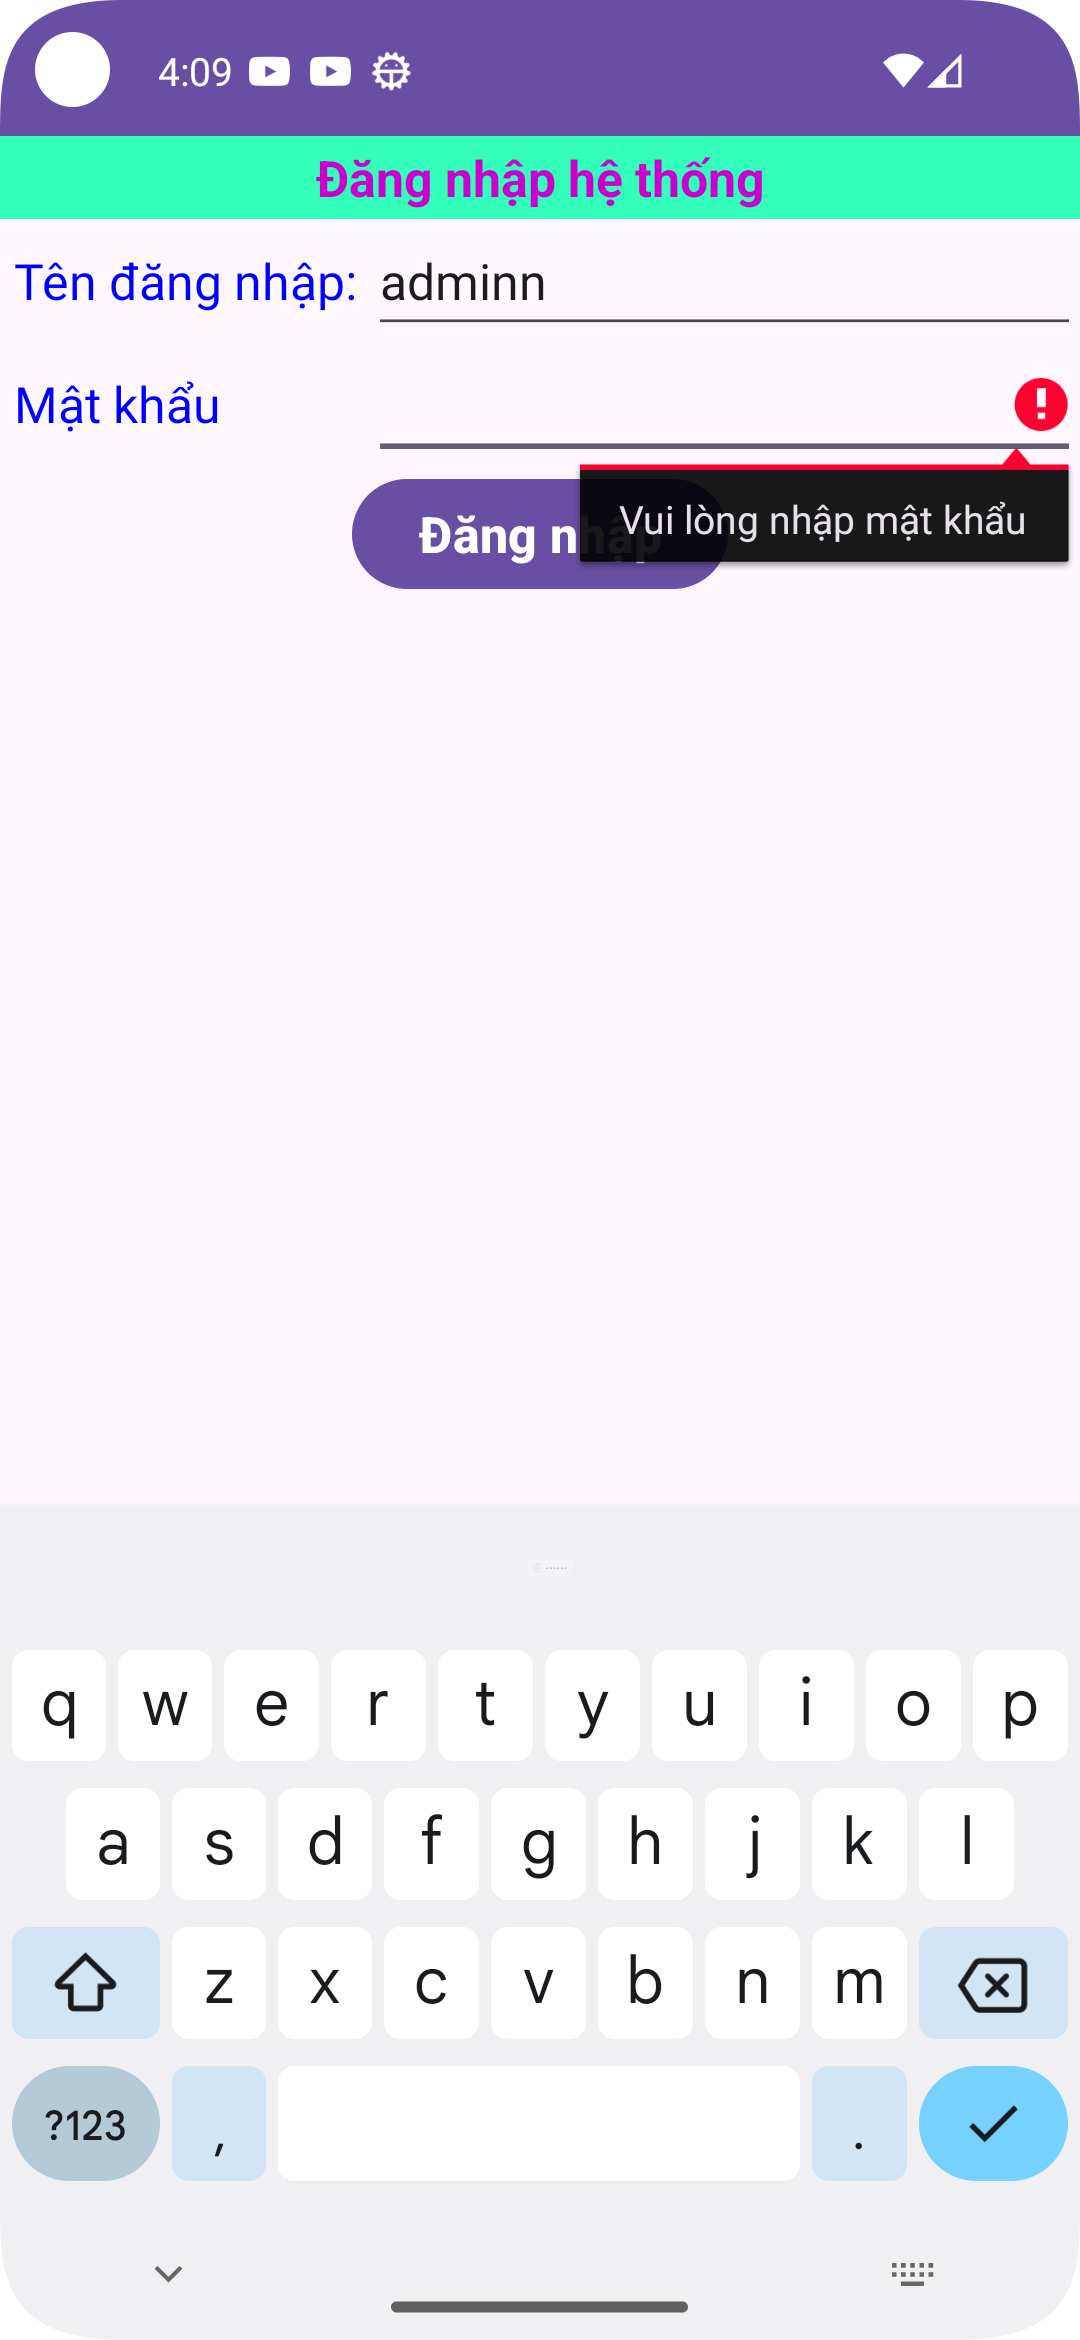 4:09
Đăng nhập hệ thống
Tên đăng nhập: adminn
Mật khẩu
Vui lòng nhập mật khẩu
Đăng nhập
q w e r t y u i o p
a s d f g h j k l
z x c v b n m
?123 , .